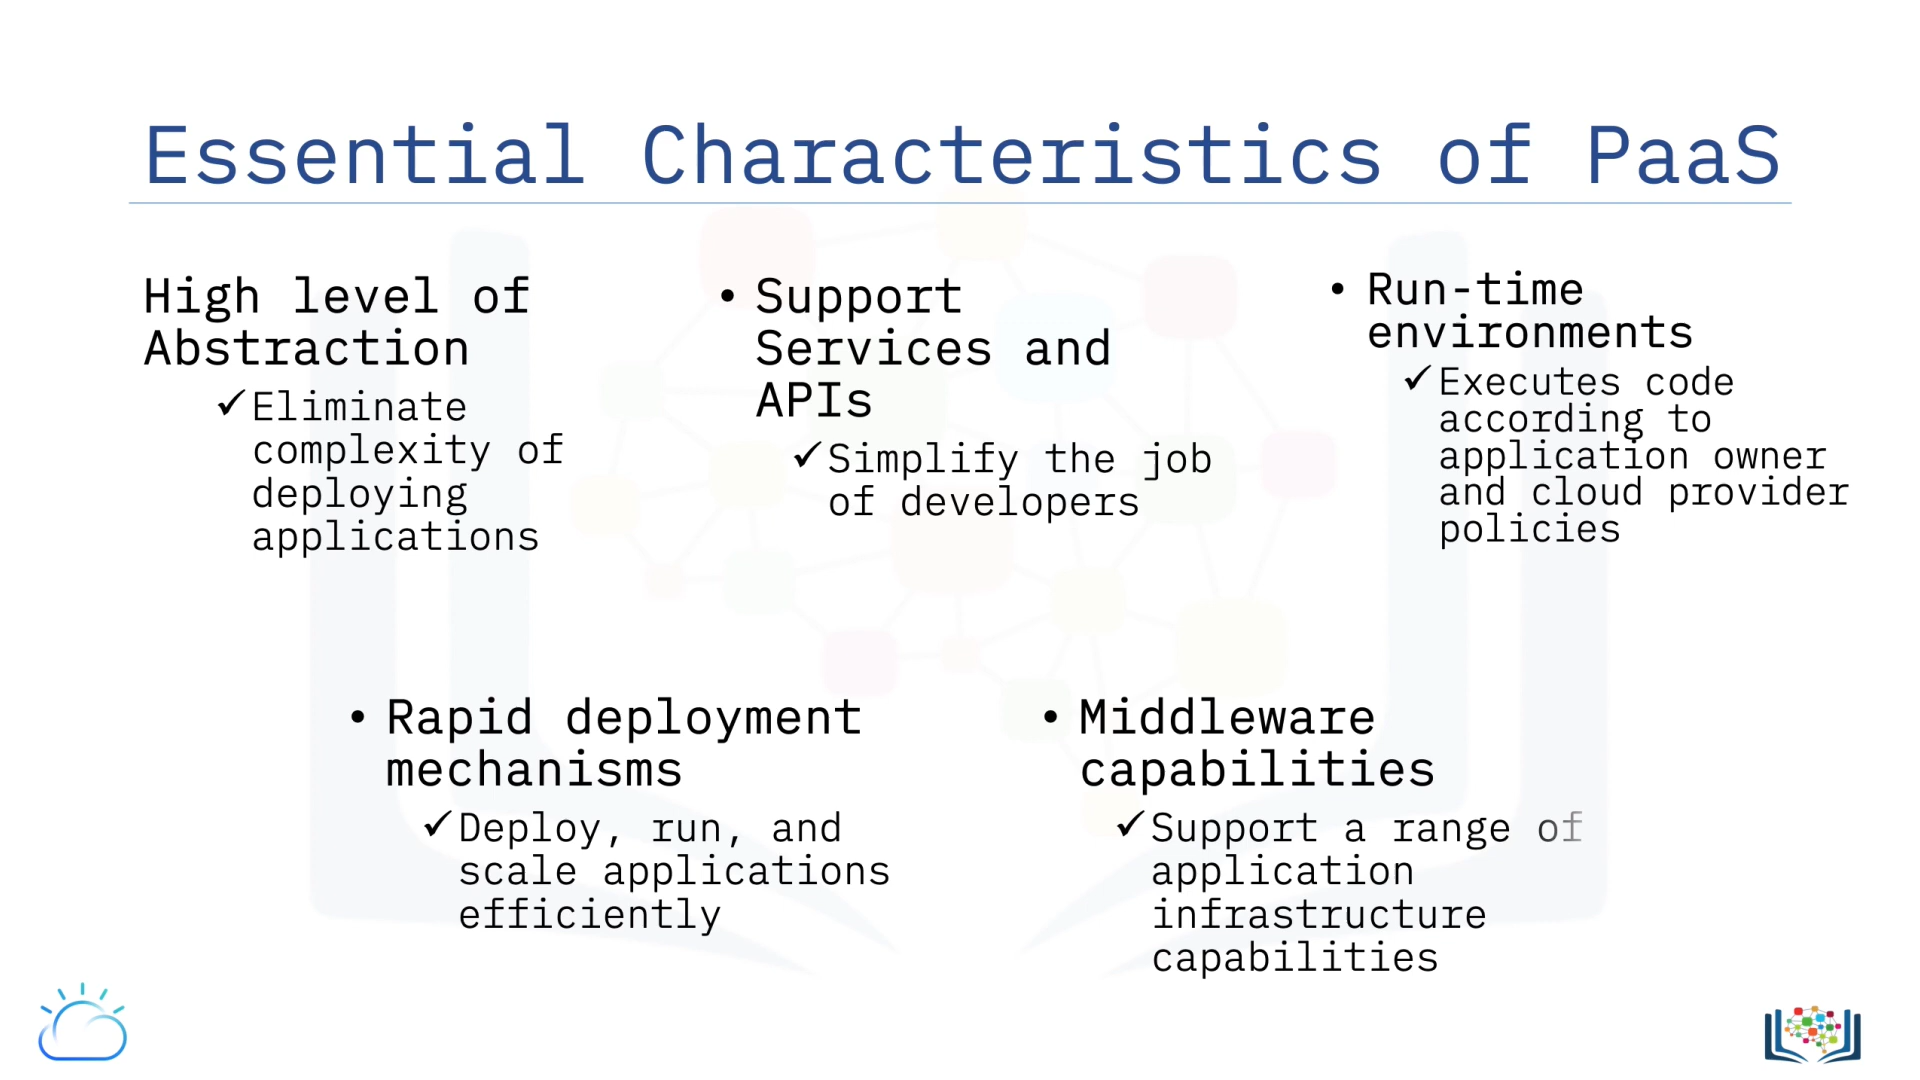 Essential Characteristics of PaaS
High level of
Abstraction
✓Eliminate
complexity of
deploying
applications
• Support
Services and
APIs
✓Simplify the job
of developers
• Run-time
environments
✓Executes code
according to
application owner
and cloud provider
policies
• Rapid deployment
mechanisms
✓Deploy, run, and
scale applications
efficiently
• Middleware
capabilities
✓Support a range of
application
infrastructure
capabilities